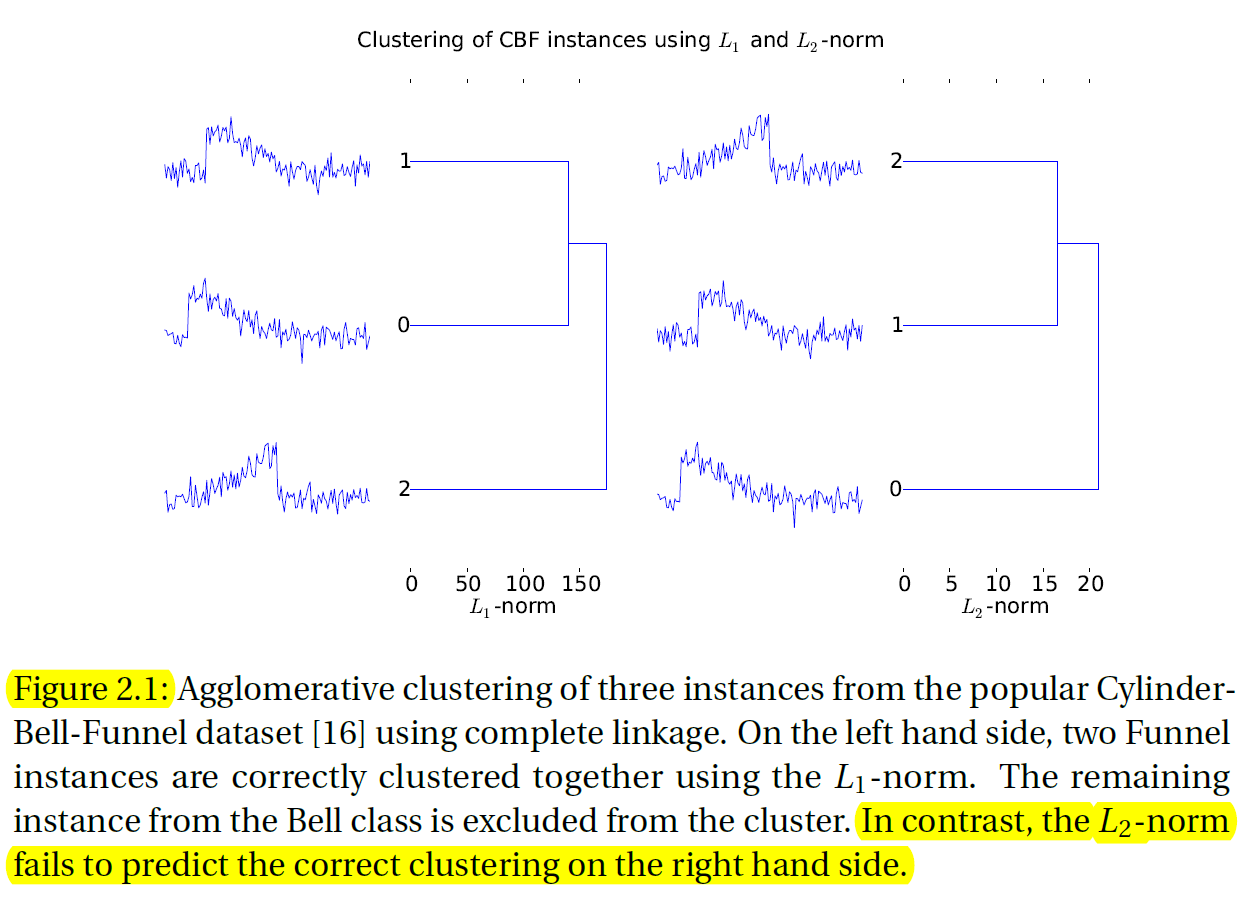 Clustering of CBF instances using L₁ and L₂-norm
1
2
0
1
2
0
0 50 100 150
0 5 10 15 20
L₁-norm
L₂-norm
Figure 2.1: Agglomerative clustering of three instances from the popular Cylinder-
Bell-Funnel dataset [16] using complete linkage. On the left hand side, two Funnel
instances are correctly clustered together using the L₁-norm. The remaining
instance from the Bell class is excluded from the cluster. In contrast, the L₂-norm
fails to predict the correct clustering on the right hand side.